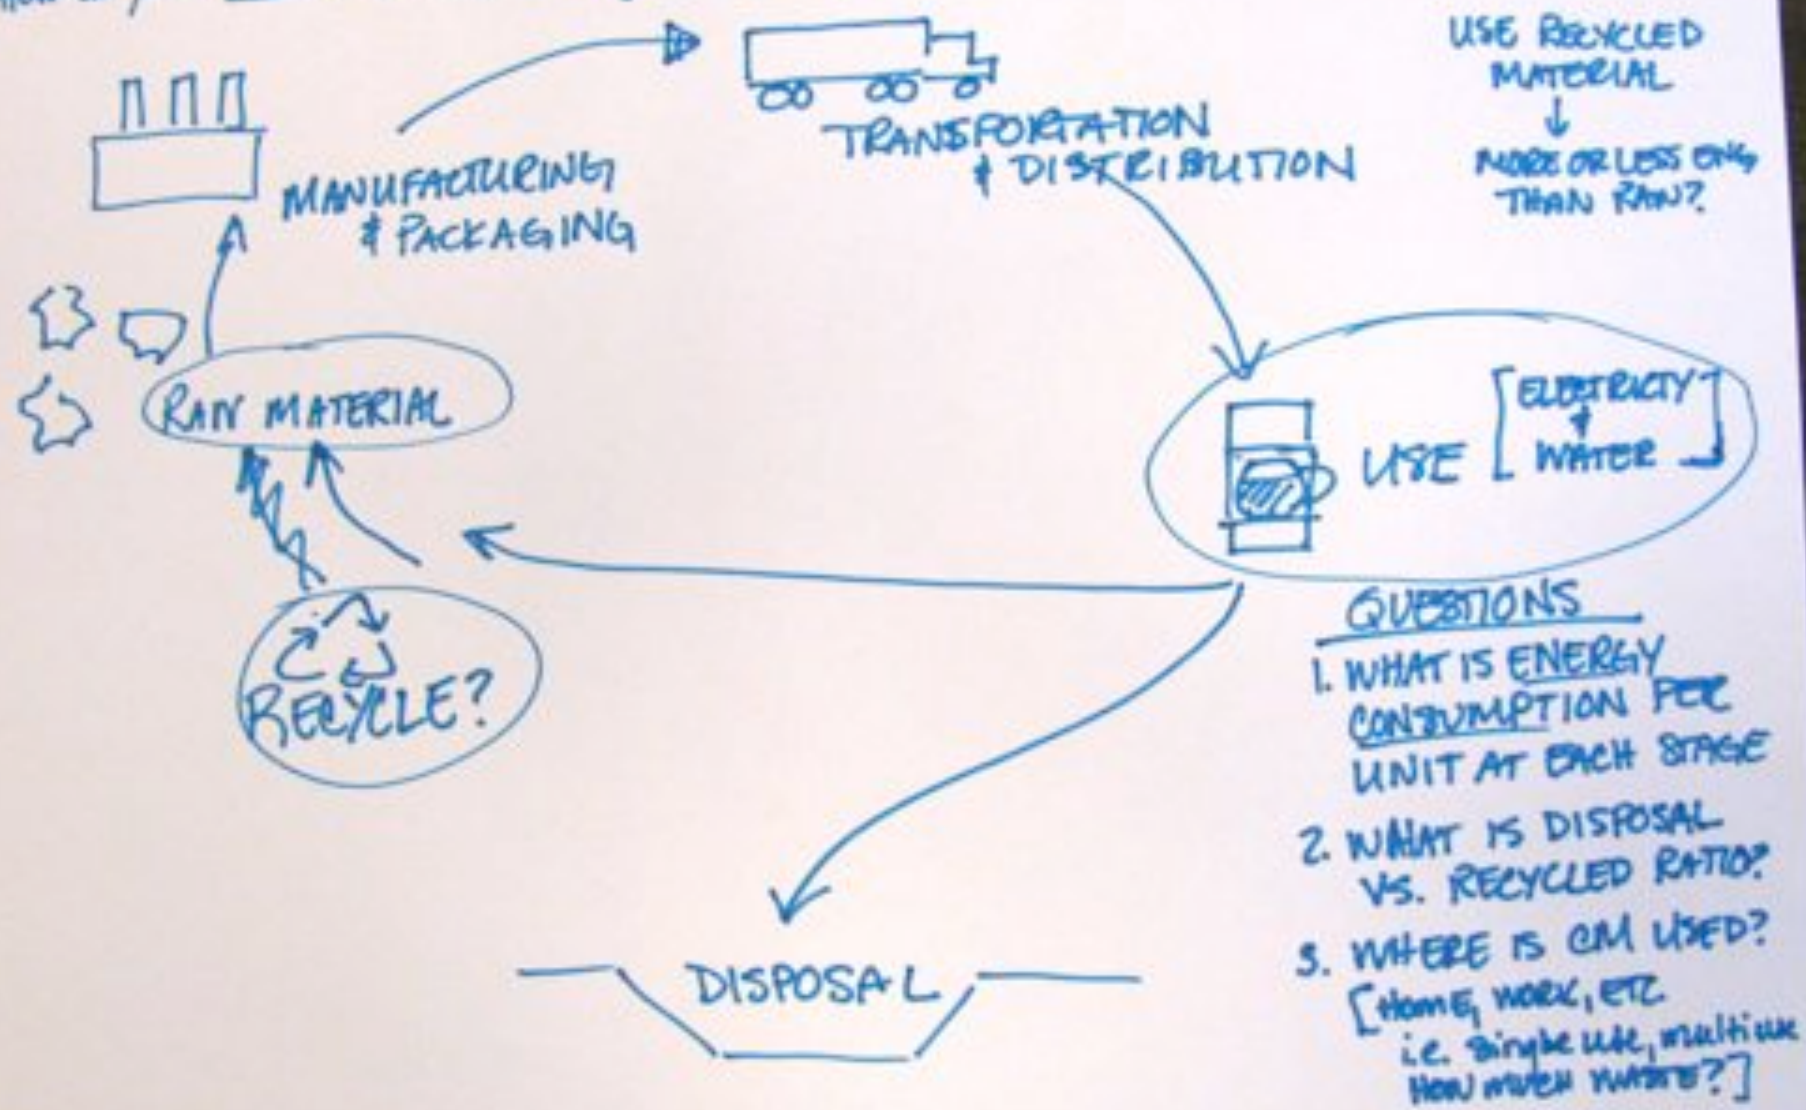 MANUFACTURING
& PACKAGING
TRANSPORTATION
& DISTRIBUTION
USE RECYCLED
MATERIAL
↓
MORE OR LESS ENG
THAN RAW?
RAW MATERIAL
USE
[ELECTRICTY
&
WATER]
RECYCLE?
DISPOSAL
QUESTIONS
1. WHAT IS ENERGY
CONSUMPTION PER
UNIT AT EACH STAGE
2. WHAT IS DISPOSAL
VS. RECYCLED RATIO?
3. WHERE IS CM USED?
[HOME, WORK, ETC
i.e. single use, multi use
HOW MUCH WASTE?]